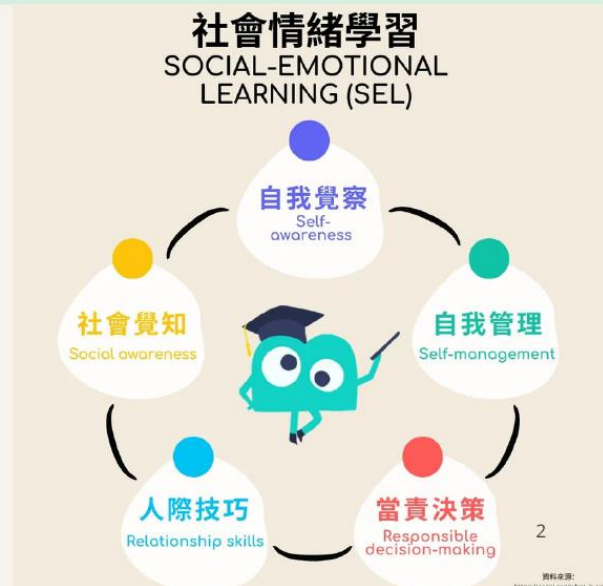 社會情緒學習
SOCIAL-EMOTIONAL
LEARNING (SEL)
自我覺察
Self-
awareness
社會覺知
Social awareness
自我管理
Self-management
人際技巧
Relationship skills
當責決策
Responsible
decision-making
2
資料來源: